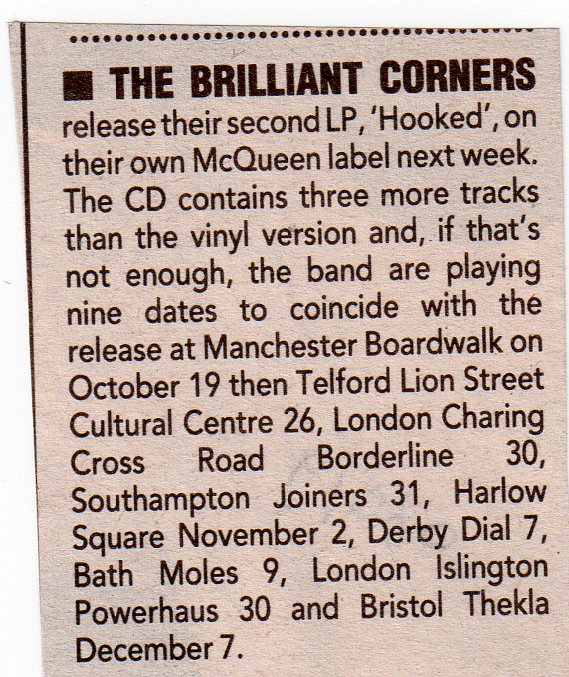 ■ THE BRILLIANT CORNERS
release their second LP, 'Hooked', on
their own McQueen label next week.
The CD contains three more tracks
than the vinyl version and, if that's
not enough, the band are playing
nine dates to coincide with the
release at Manchester Boardwalk on
October 19 then Telford Lion Street
Cultural Centre 26, London Charing
Cross Road Borderline 30,
Southampton Joiners 31, Harlow
Square November 2, Derby Dial 7,
Bath Moles 9, London Islington
Powerhaus 30 and Bristol Thekla
December 7.